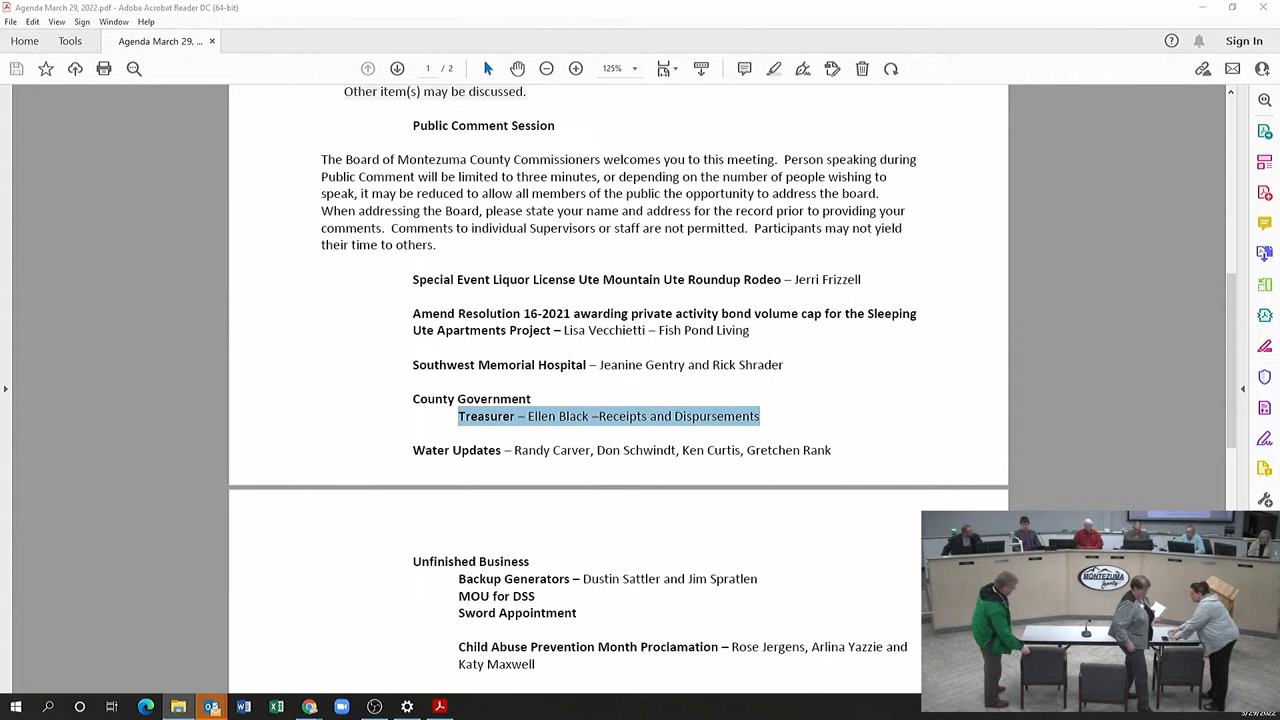 Agenda March 29, 2022.pdf - Adobe Acrobat Reader DC (64-bit)
File Edit View Sign Window Help
Home Tools Agenda March 29, ... × Sign In
1 / 2 125%
Other item(s) may be discussed.
Public Comment Session
The Board of Montezuma County Commissioners welcomes you to this meeting. Person speaking during
Public Comment will be limited to three minutes, or depending on the number of people wishing to
speak, it may be reduced to allow all members of the public the opportunity to address the board.
When addressing the Board, please state your name and address for the record prior to providing your
comments. Comments to individual Supervisors or staff are not permitted. Participants may not yield
their time to others.
Special Event Liquor License Ute Mountain Ute Roundup Rodeo – Jerri Frizzell
Amend Resolution 16-2021 awarding private activity bond volume cap for the Sleeping
Ute Apartments Project – Lisa Vecchietti – Fish Pond Living
Southwest Memorial Hospital – Jeanine Gentry and Rick Shrader
County Government
Treasurer – Ellen Black –Receipts and Dispursements
Water Updates – Randy Carver, Don Schwindt, Ken Curtis, Gretchen Rank
Unfinished Business
Backup Generators – Dustin Sattler and Jim Spratlen
MOU for DSS
Sword Appointment
Child Abuse Prevention Month Proclamation – Rose Jergens, Arlina Yazzie and
Katy Maxwell
MONTEZUMA
County
3/29/2022